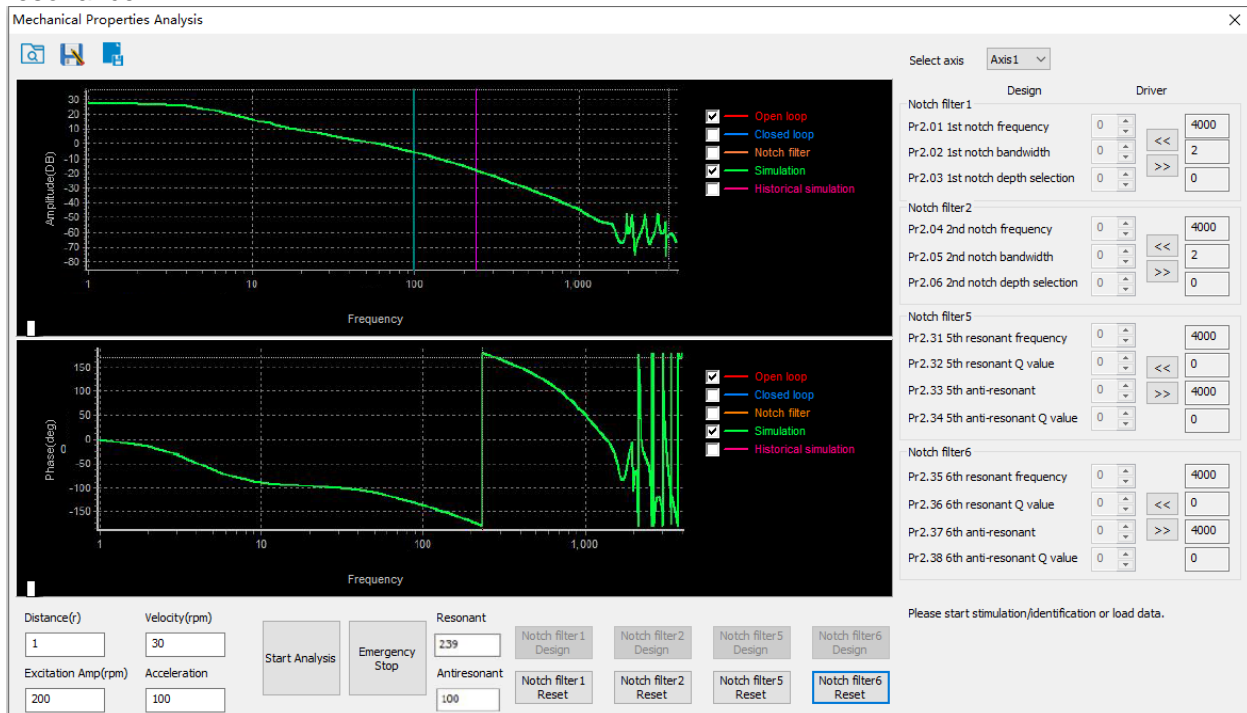 Mechanical Properties Analysis
Select axis Axis1
Design Driver
Notch filter1
Pr2.01 1st notch frequency 0 4000
Pr2.02 1st notch bandwidth 0 << 2
Pr2.03 1st notch depth selection 0 >> 0
Notch filter2
Pr2.04 2nd notch frequency 0 4000
Pr2.05 2nd notch bandwidth 0 << 2
Pr2.06 2nd notch depth selection 0 >> 0
Notch filter5
Pr2.31 5th resonant frequency 0 4000
Pr2.32 5th resonant Q value 0 << 0
Pr2.33 5th anti-resonant 0 >> 4000
Pr2.34 5th anti-resonant Q value 0 0
Notch filter6
Pr2.35 6th resonant frequency 0 4000
Pr2.36 6th resonant Q value 0 << 0
Pr2.37 6th anti-resonant 0 >> 4000
Pr2.38 6th anti-resonant Q value 0 0
Please start stimulation/identification or load data.
Amplitude(DB)
30
20
10
0
-10
-20
-30
-40
-50
-60
-70
-80
1 10 100 1,000
Frequency
Open loop
Closed loop
Notch filter
Simulation
Historical simulation
Phase(deg)
0
150
100
50
0
-50
-100
-150
1 10 100 1,000
Frequency
Open loop
Closed loop
Notch filter
Simulation
Historical simulation
Distance(r) Velocity(rpm)
1 30
Excitation Amp(rpm) Acceleration
200 100
Start Analysis
Emergency
Stop
Resonant
239
Antiresonant
100
Notch filter1
Design
Notch filter2
Design
Notch filter5
Design
Notch filter6
Design
Notch filter1
Reset
Notch filter2
Reset
Notch filter5
Reset
Notch filter6
Reset